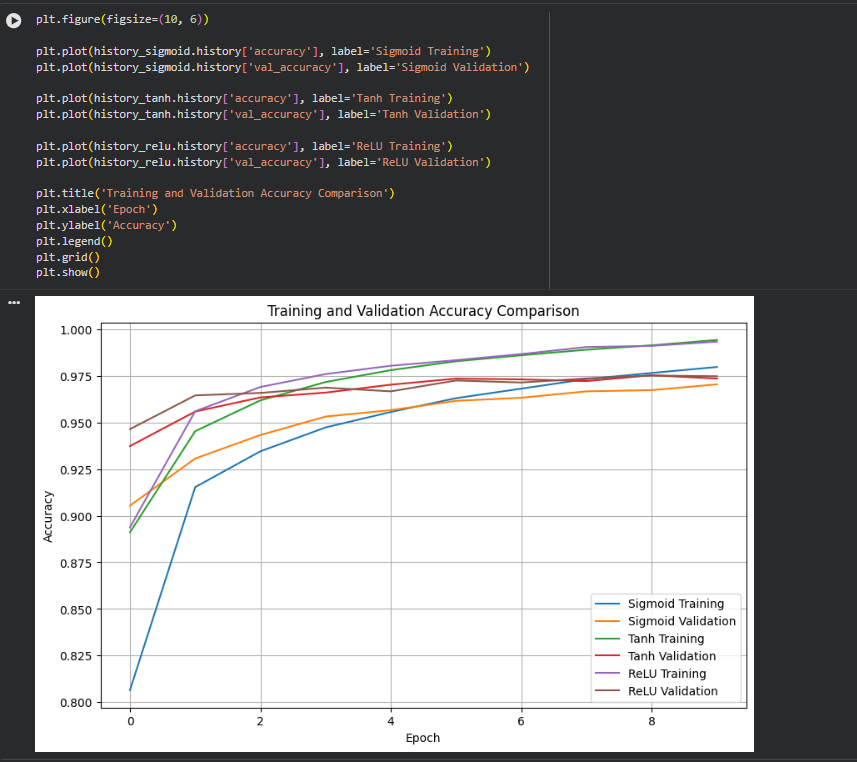 plt.figure(figsize=(10, 6))
plt.plot(history_sigmoid.history['accuracy'], label='Sigmoid Training')
plt.plot(history_sigmoid.history['val_accuracy'], label='Sigmoid Validation')
plt.plot(history_tanh.history['accuracy'], label='Tanh Training')
plt.plot(history_tanh.history['val_accuracy'], label='Tanh Validation')
plt.plot(history_relu.history['accuracy'], label='ReLU Training')
plt.plot(history_relu.history['val_accuracy'], label='ReLU Validation')
plt.title('Training and Validation Accuracy Comparison')
plt.xlabel('Epoch')
plt.ylabel('Accuracy')
plt.legend()
plt.grid()
plt.show()
Training and Validation Accuracy Comparison
1.000
0.975
0.950
0.925
0.900
0.875
0.850
0.825
0.800
Accuracy
Sigmoid Training
Sigmoid Validation
Tanh Training
Tanh Validation
ReLU Training
ReLU Validation
0 2 4 6 8
Epoch